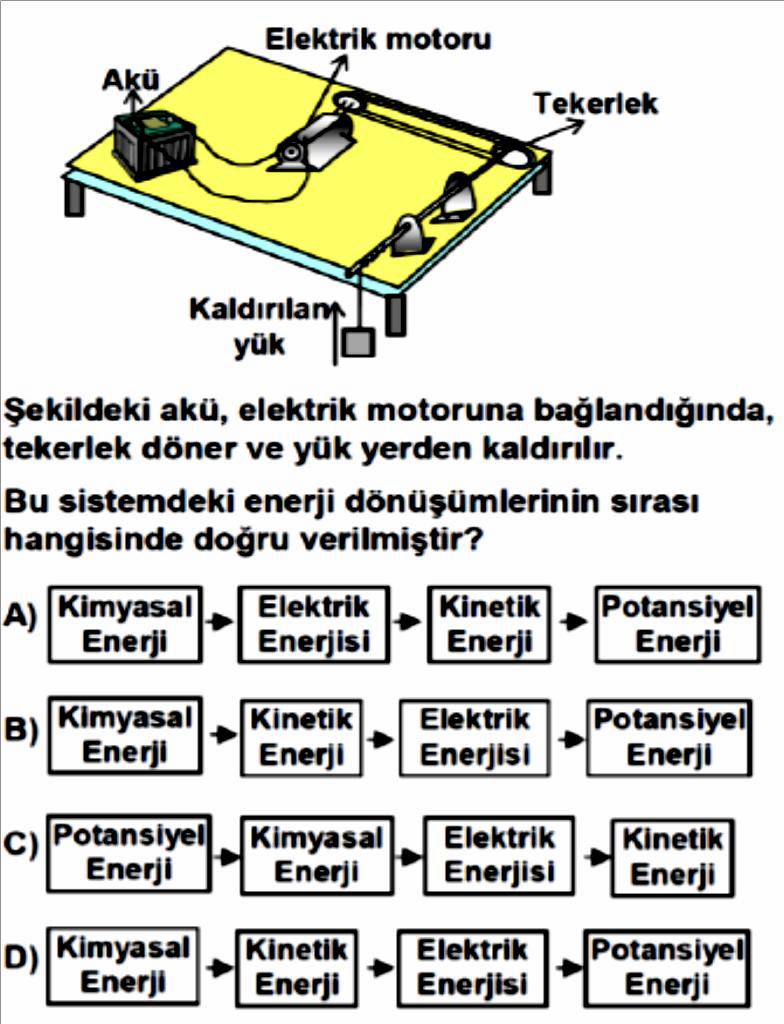 Elektrik motoru
Akü
Tekerlek
Kaldırılan
yük
Şekildeki akü, elektrik motoruna bağlandığında,
tekerlek döner ve yük yerden kaldırılır.
Bu sistemdeki enerji dönüşümlerinin sırası
hangisinde doğru verilmiştir?
A) Kimyasal Enerji → Elektrik Enerjisi → Kinetik Enerji → Potansiyel Enerji
B) Kimyasal Enerji → Kinetik Enerji → Elektrik Enerjisi → Potansiyel Enerji
C) Potansiyel Enerji → Kimyasal Enerji → Elektrik Enerjisi → Kinetik Enerji
D) Kimyasal Enerji → Kinetik Enerji → Elektrik Enerjisi → Potansiyel Enerji